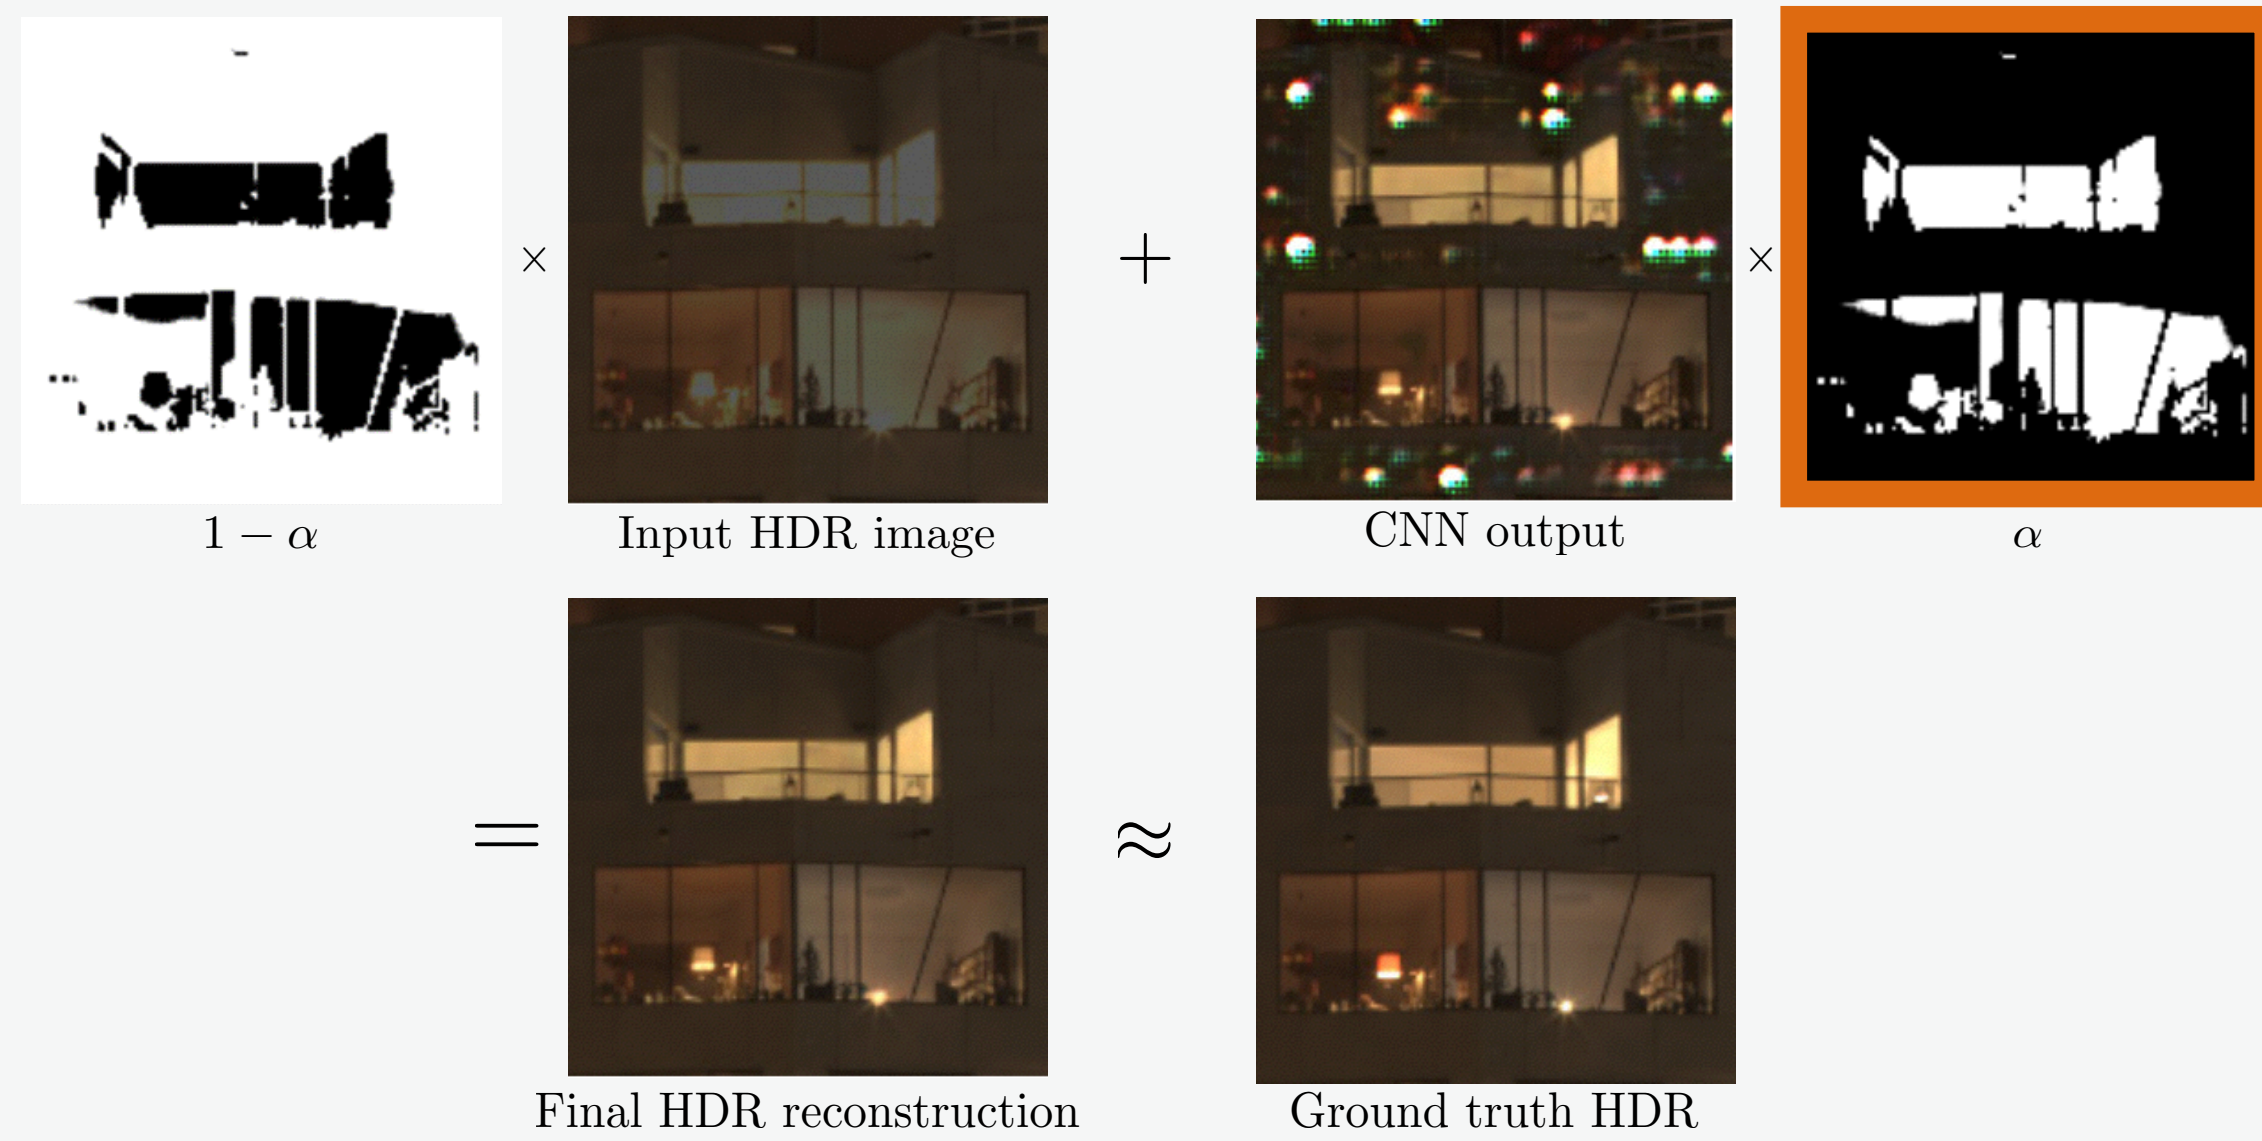 1 − α
×
Input HDR image
+
CNN output
×
α
=
Final HDR reconstruction
≈
Ground truth HDR